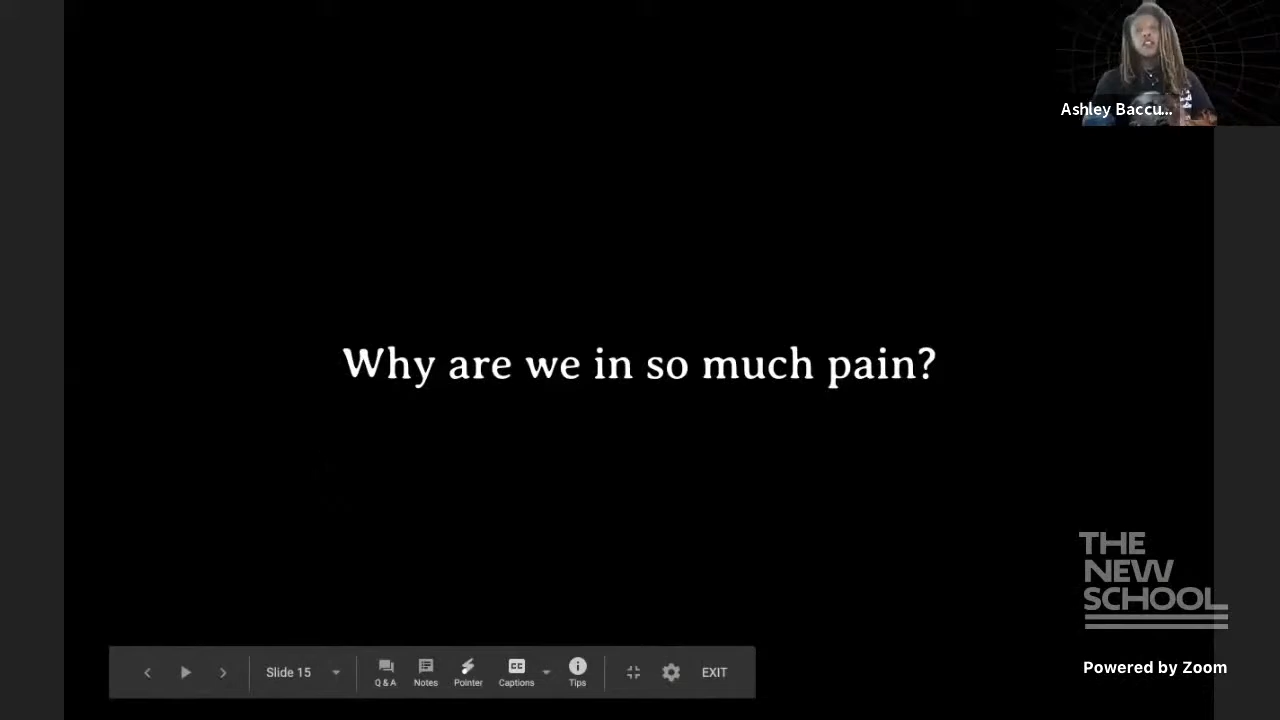 Ashley Baccu...
Why are we in so much pain?
THE
NEW
SCHOOL
Slide 15
Q & A
Notes
Pointer
CC
Captions
Tips
EXIT
Powered by Zoom